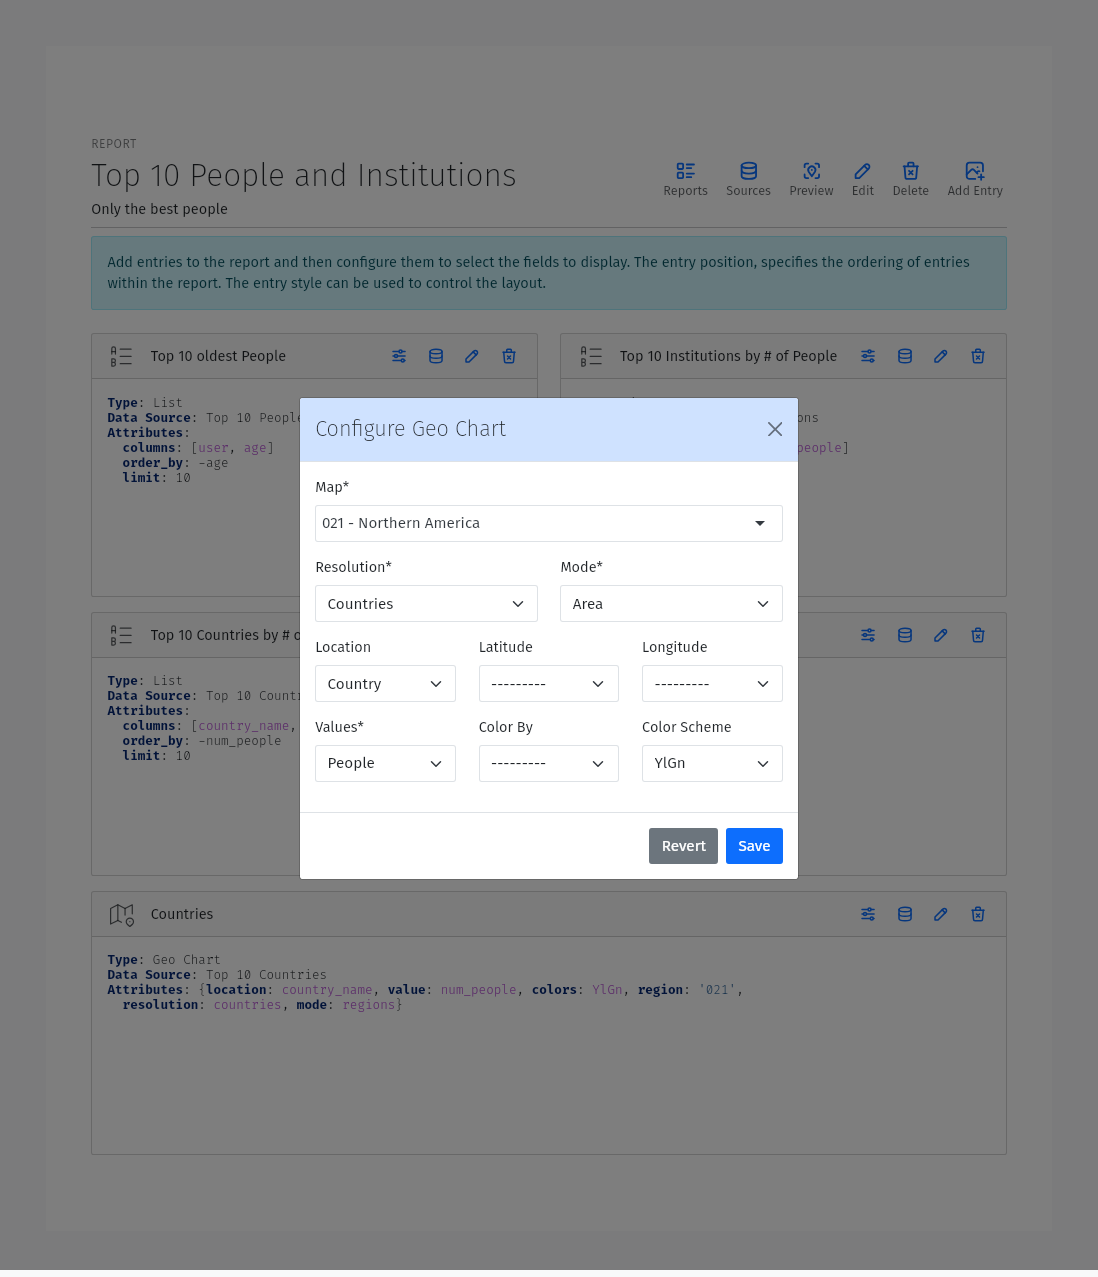 REPORT
Top 10 People and Institutions
Only the best people
Reports
Sources
Preview
Edit
Delete
Add Entry
Add entries to the report and then configure them to select the fields to display. The entry position, specifies the ordering of entries
within the report. The entry style can be used to control the layout.
A
B
Top 10 oldest People
A
B
Top 10 Institutions by # of People
Type: List
Data Source: Top 10 People
Attributes:
columns: [user, age]
order_by: -age
limit: 10
ons
people]
Configure Geo Chart
Map*
021 - Northern America
Resolution*
Mode*
Countries
Area
Location
Latitude
Longitude
Country
---------
---------
Values*
Color By
Color Scheme
People
---------
YlGn
Revert
Save
A
B
Top 10 Countries by # o
Type: List
Data Source: Top 10 Count
Attributes:
columns: [country_name,
order_by: -num_people
limit: 10
Countries
Type: Geo Chart
Data Source: Top 10 Countries
Attributes: {location: country_name, value: num_people, colors: YlGn, region: '021',
resolution: countries, mode: regions}